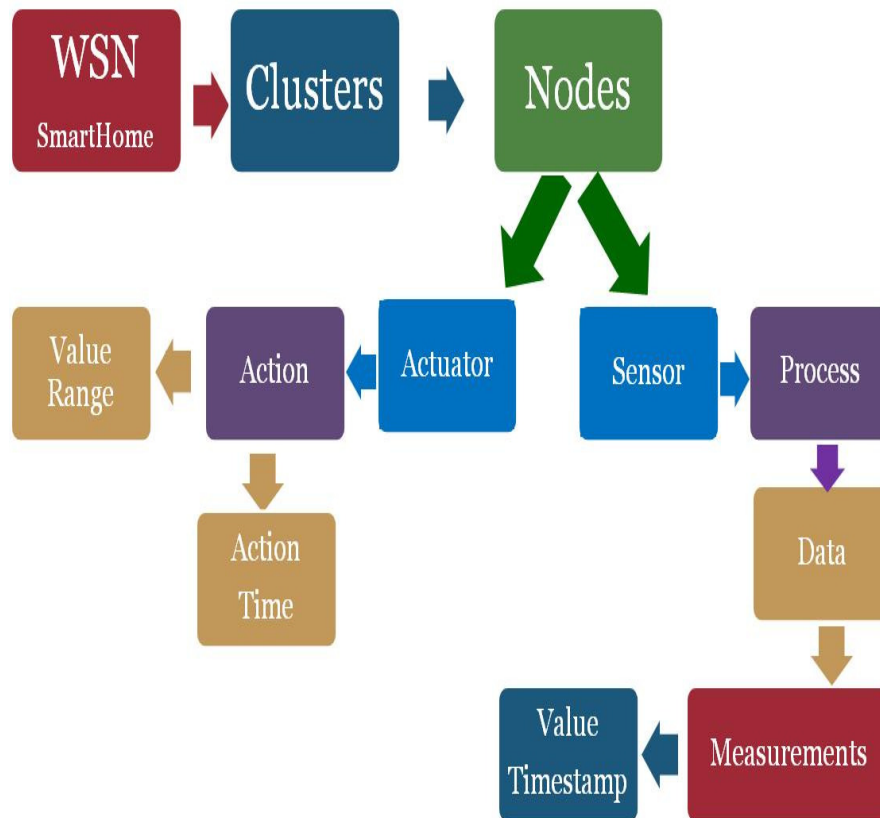 WSN
SmartHome
Clusters
Nodes
Value
Range
Action
Actuator
Sensor
Process
Action
Time
Data
Value
Timestamp
Measurements